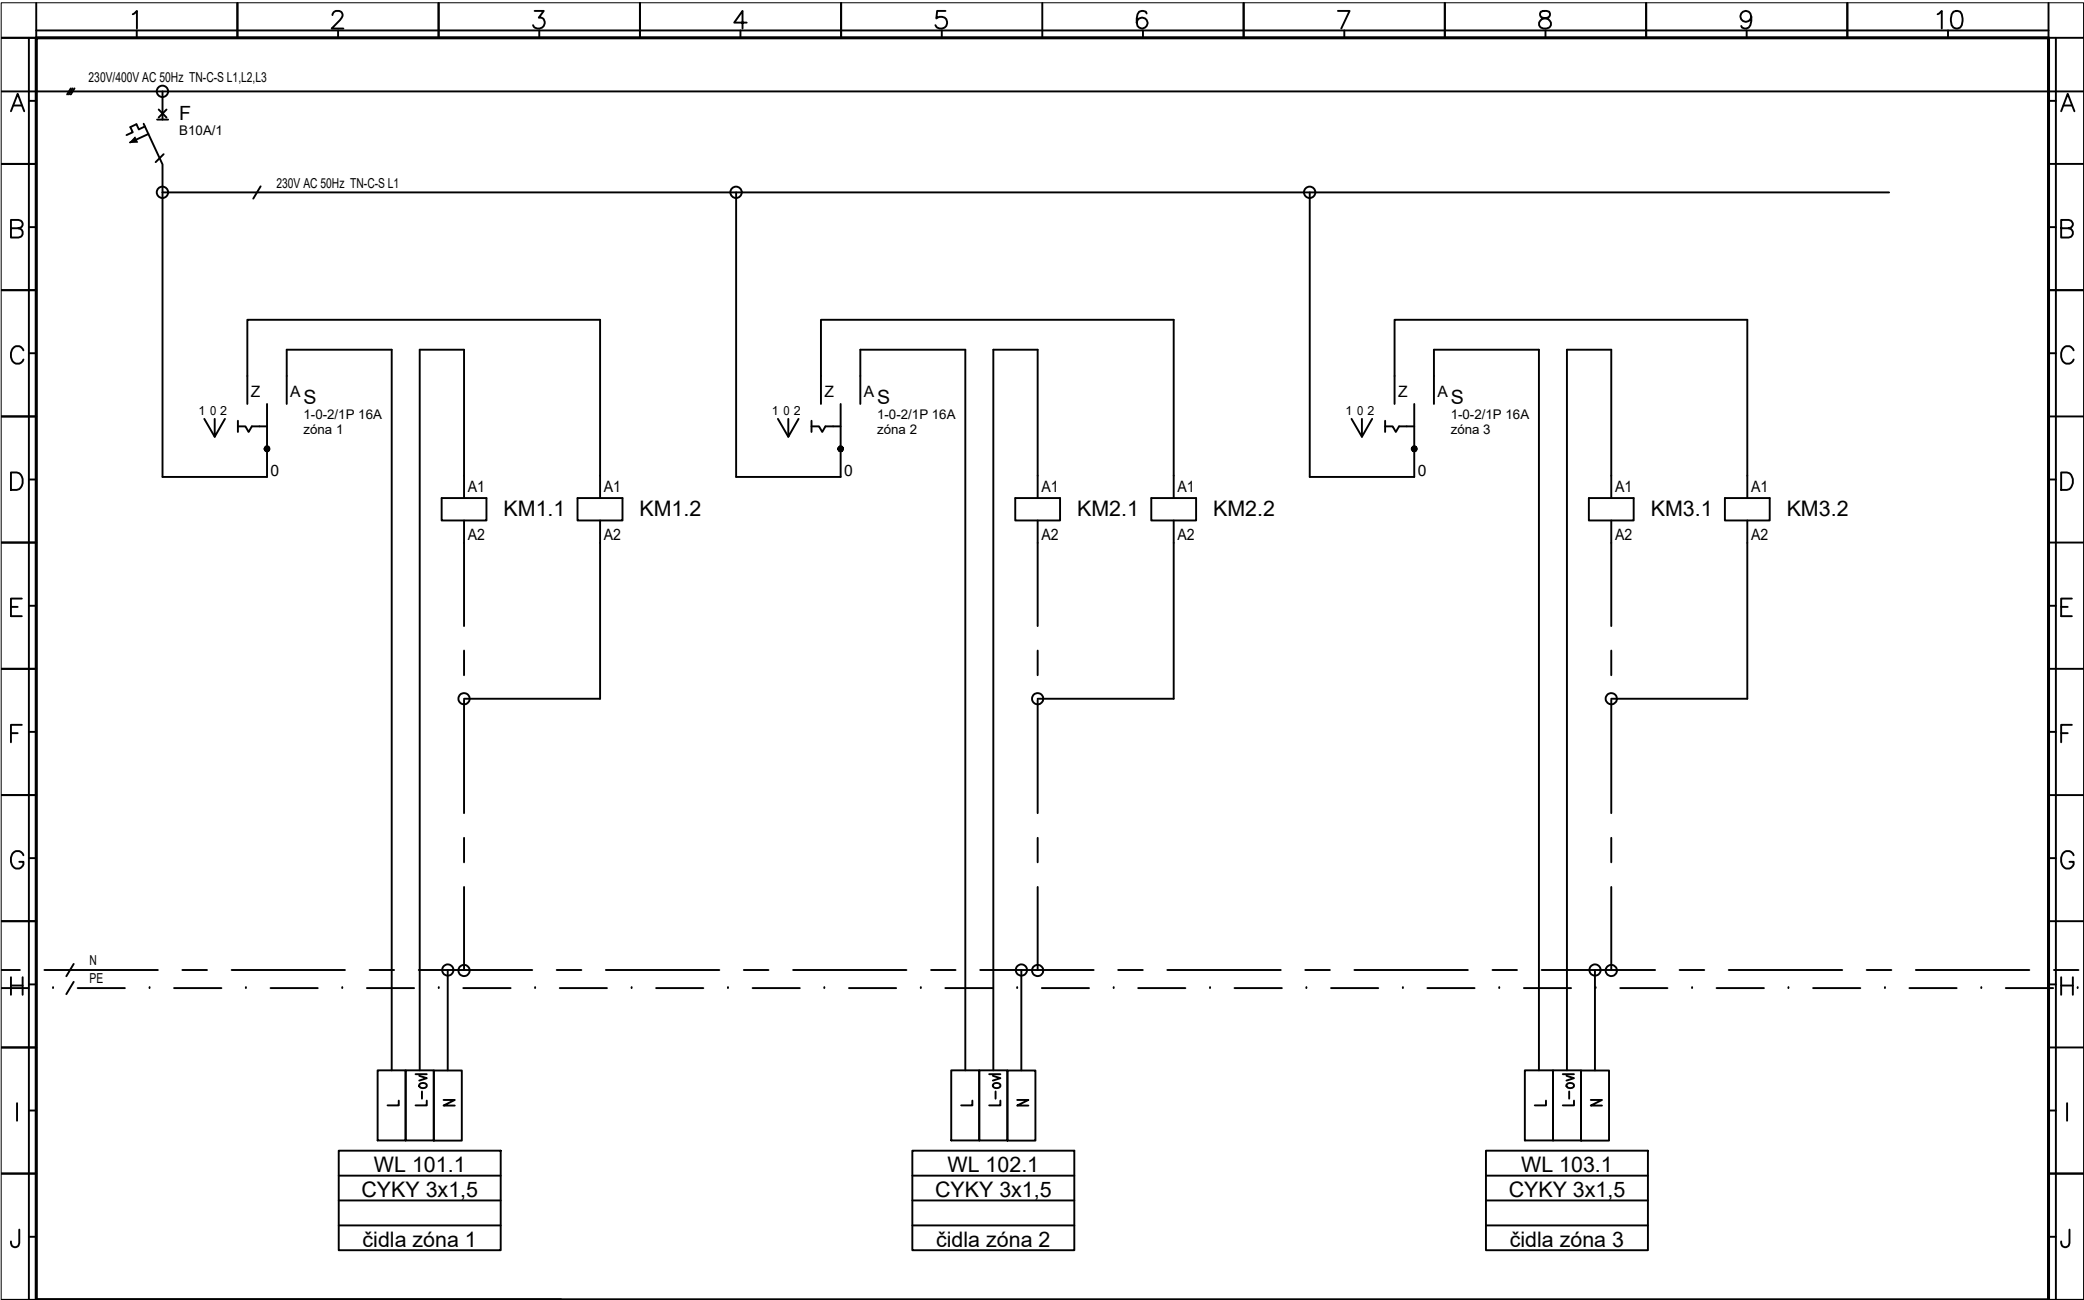 1 2 3 4 5 6 7 8 9 10
230V/400V AC 50Hz TN-C-S L1,L2,L3
A A
F
B10A/1
230V AC 50Hz TN-C-S L1
B B
C C
Z A S Z A S Z A S
1 0 2 1-0-2/1P 16A 1 0 2 1-0-2/1P 16A 1 0 2 1-0-2/1P 16A
zóna 1 zóna 2 zóna 3
0 0 0
D D
A1 A1 A1 A1 A1 A1
KM1.1 KM1.2 KM2.1 KM2.2 KM3.1 KM3.2
A2 A2 A2 A2 A2 A2
E E
F F
G G
N
PE
H H
L L-ovl N L L-ovl N L L-ovl N
I I
WL 101.1 WL 102.1 WL 103.1
CYKY 3x1,5 CYKY 3x1,5 CYKY 3x1,5
čidla zóna 1 čidla zóna 2 čidla zóna 3
J J